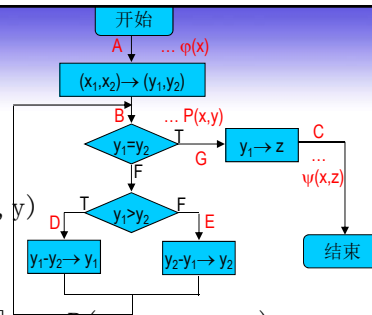 开始
A … φ(x)
(x₁,x₂)→ (y₁,y₂)
B … P(x,y)
y₁=y₂ T y₁→ z C
G …
ψ(x,z)
F
, y)
T y₁>y₂ F
D E
y₁-y₂→ y₁ y₂-y₁→ y₂ 结束